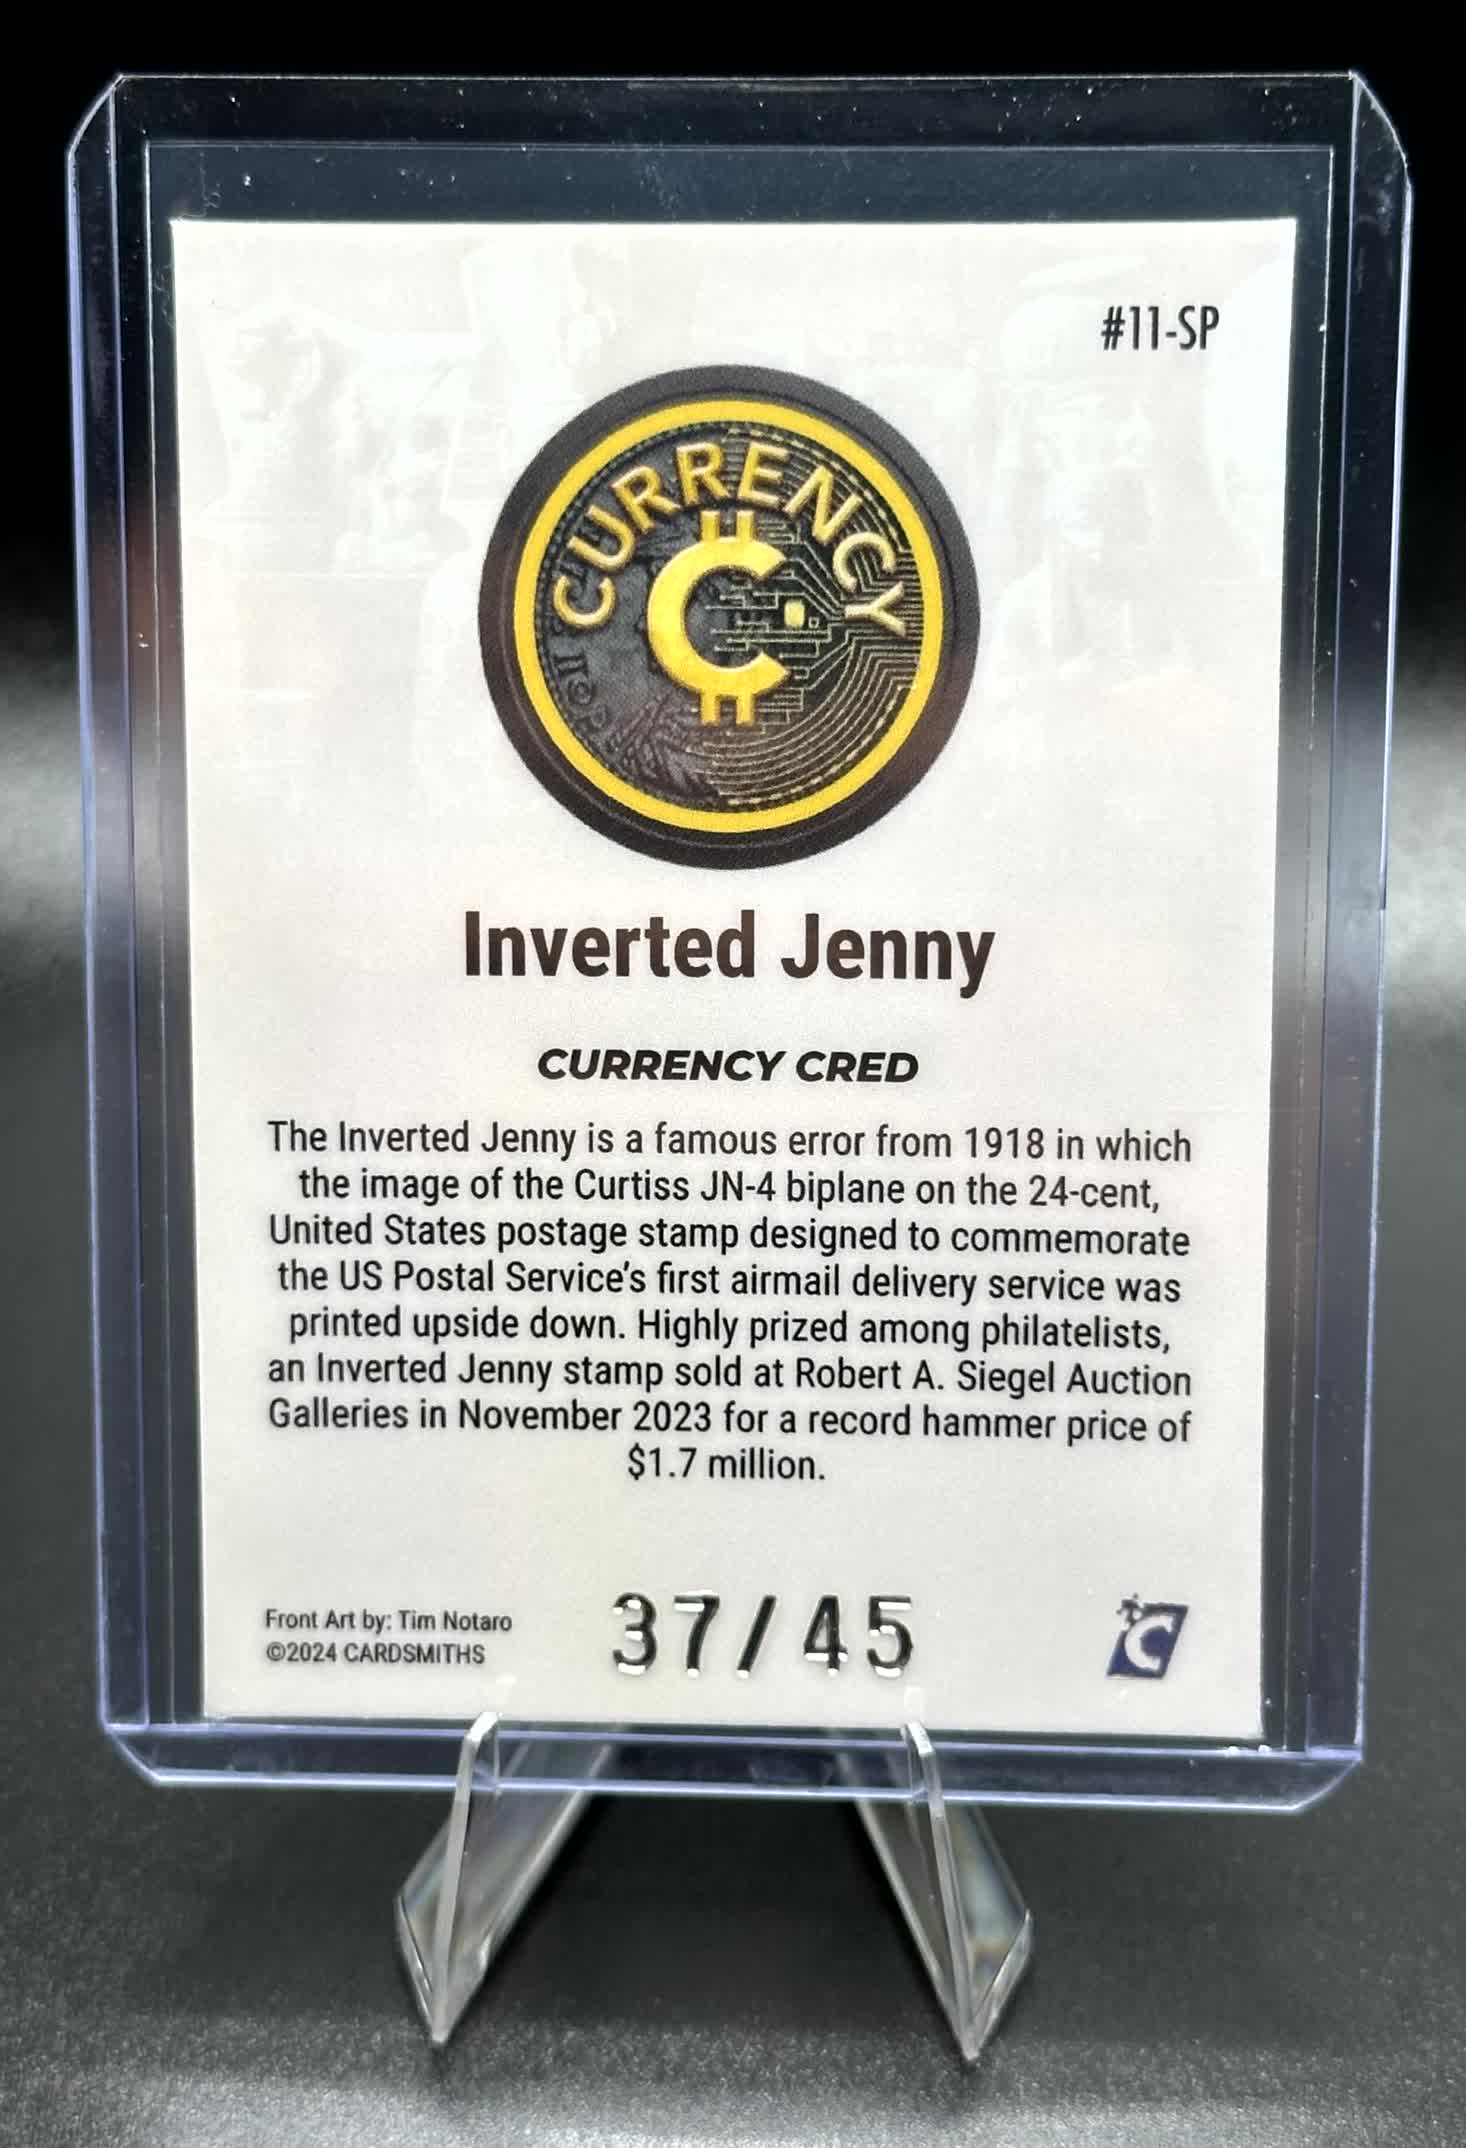 #11-SP
CURRENCY
Inverted Jenny
CURRENCY CRED
The Inverted Jenny is a famous error from 1918 in which
the image of the Curtiss JN-4 biplane on the 24-cent,
United States postage stamp designed to commemorate
the US Postal Service's first airmail delivery service was
printed upside down. Highly prized among philatelists,
an Inverted Jenny stamp sold at Robert A. Siegel Auction
Galleries in November 2023 for a record hammer price of
$1.7 million.
Front Art by: Tim Notaro
©2024 CARDSMITHS
37/45